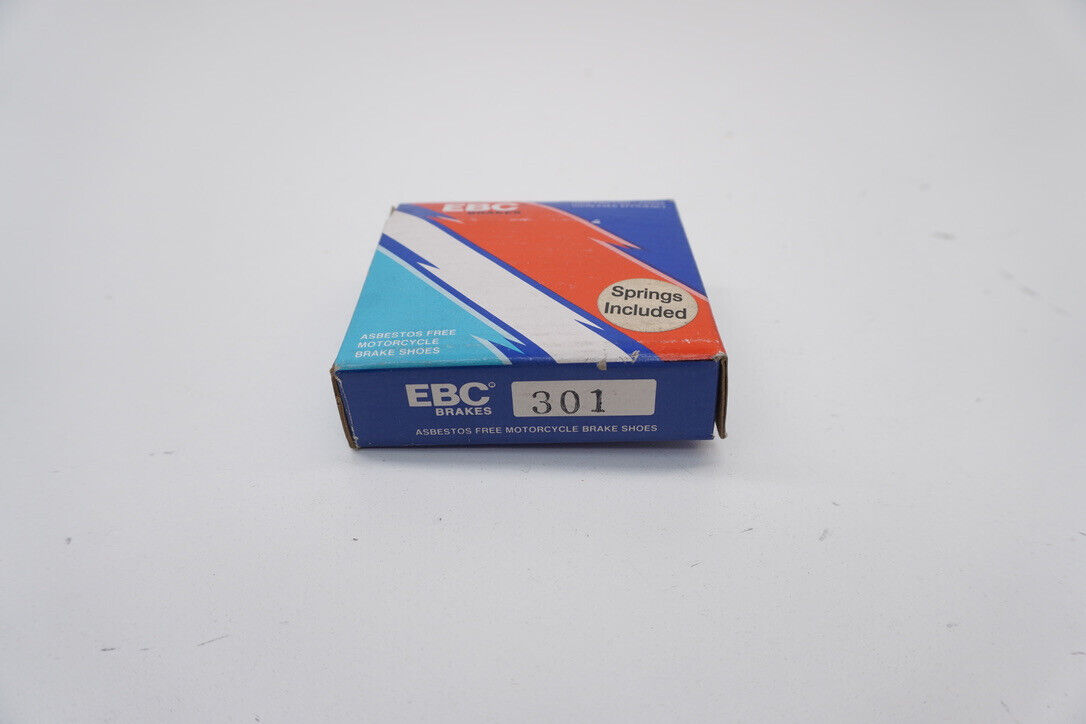 EBC
BRAKES
Springs
Included
ASBESTOS FREE
MOTORCYCLE
BRAKE SHOES
EBC
BRAKES
301
ASBESTOS FREE MOTORCYCLE BRAKE SHOES